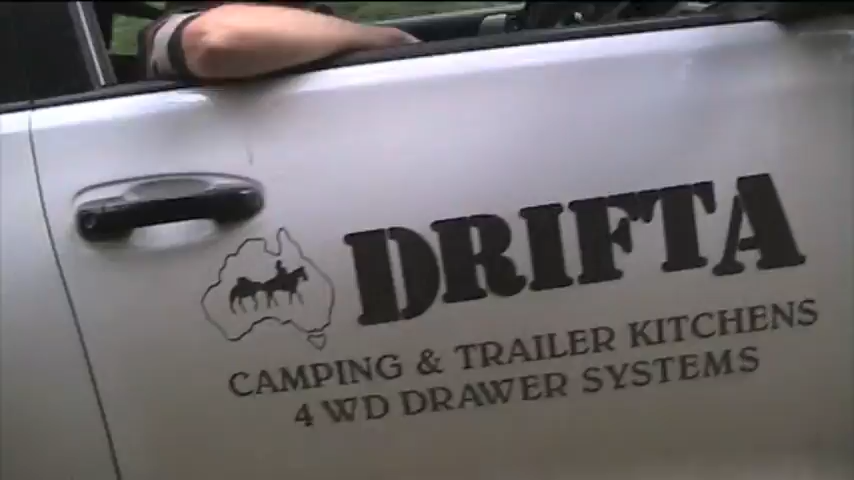 DRIFTA
CAMPING & TRAILER KITCHENS
4 WD DRAWER SYSTEMS